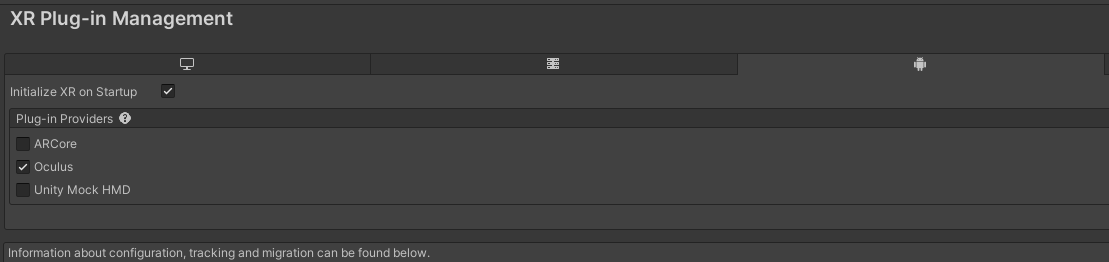 XR Plug-in Management
Initialize XR on Startup
Plug-in Providers ?
ARCore
Oculus
Unity Mock HMD
Information about configuration, tracking and migration can be found below.